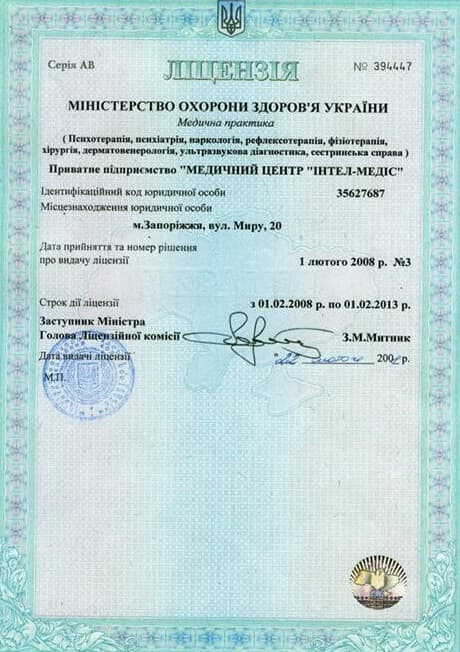 Серія АВ
№ 394447
ЛІЦЕНЗІЯ
МІНІСТЕРСТВО ОХОРОНИ ЗДОРОВ'Я УКРАЇНИ
Медична практика
( Психотерапія, психіатрія, наркологія, рефлексотерапія, фізіотерапія,
хірургія, дерматовенерологія, ультразвукова діагностика, сестринська справа )
Приватне підприємство "МЕДИЧНИЙ ЦЕНТР "ІНТЕЛ-МЕДІС"
Ідентифікаційний код юридичної особи 35627687
Місцезнаходження юридичної особи
м.Запоріжжя, вул. Миру, 20
Дата прийняття та номер рішення
про видачу ліцензії 1 лютого 2008 р. №3
Строк дії ліцензії з 01.02.2008 р. по 01.02.2013 р.
Заступник Міністра
Голова Ліцензійної комісії З.М.Митник
Дата видачі ліцензії "22" лютого 2008 р.
М.П.